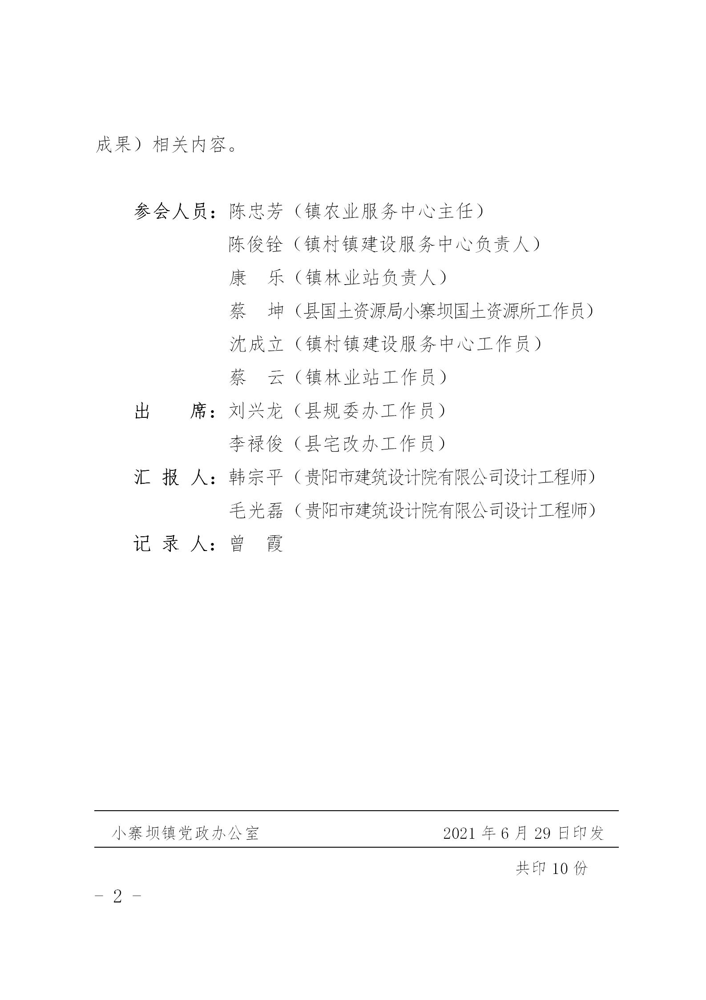 成果）相关内容。
参会人员：陈忠芳（镇农业服务中心主任）
陈俊铨（镇村镇建设服务中心负责人）
康　乐（镇林业站负责人）
蔡　坤（县国土资源局小寨坝国土资源所工作员）
沈成立（镇村镇建设服务中心工作员）
蔡　云（镇林业站工作员）
出　　席：刘兴龙（县规委办工作员）
李禄俊（县宅改办工作员）
汇 报 人：韩宗平（贵阳市建筑设计院有限公司设计工程师）
毛光磊（贵阳市建筑设计院有限公司设计工程师）
记 录 人：曾　霞
小寨坝镇党政办公室　2021 年 6 月 29 日印发
共印 10 份
- 2 -